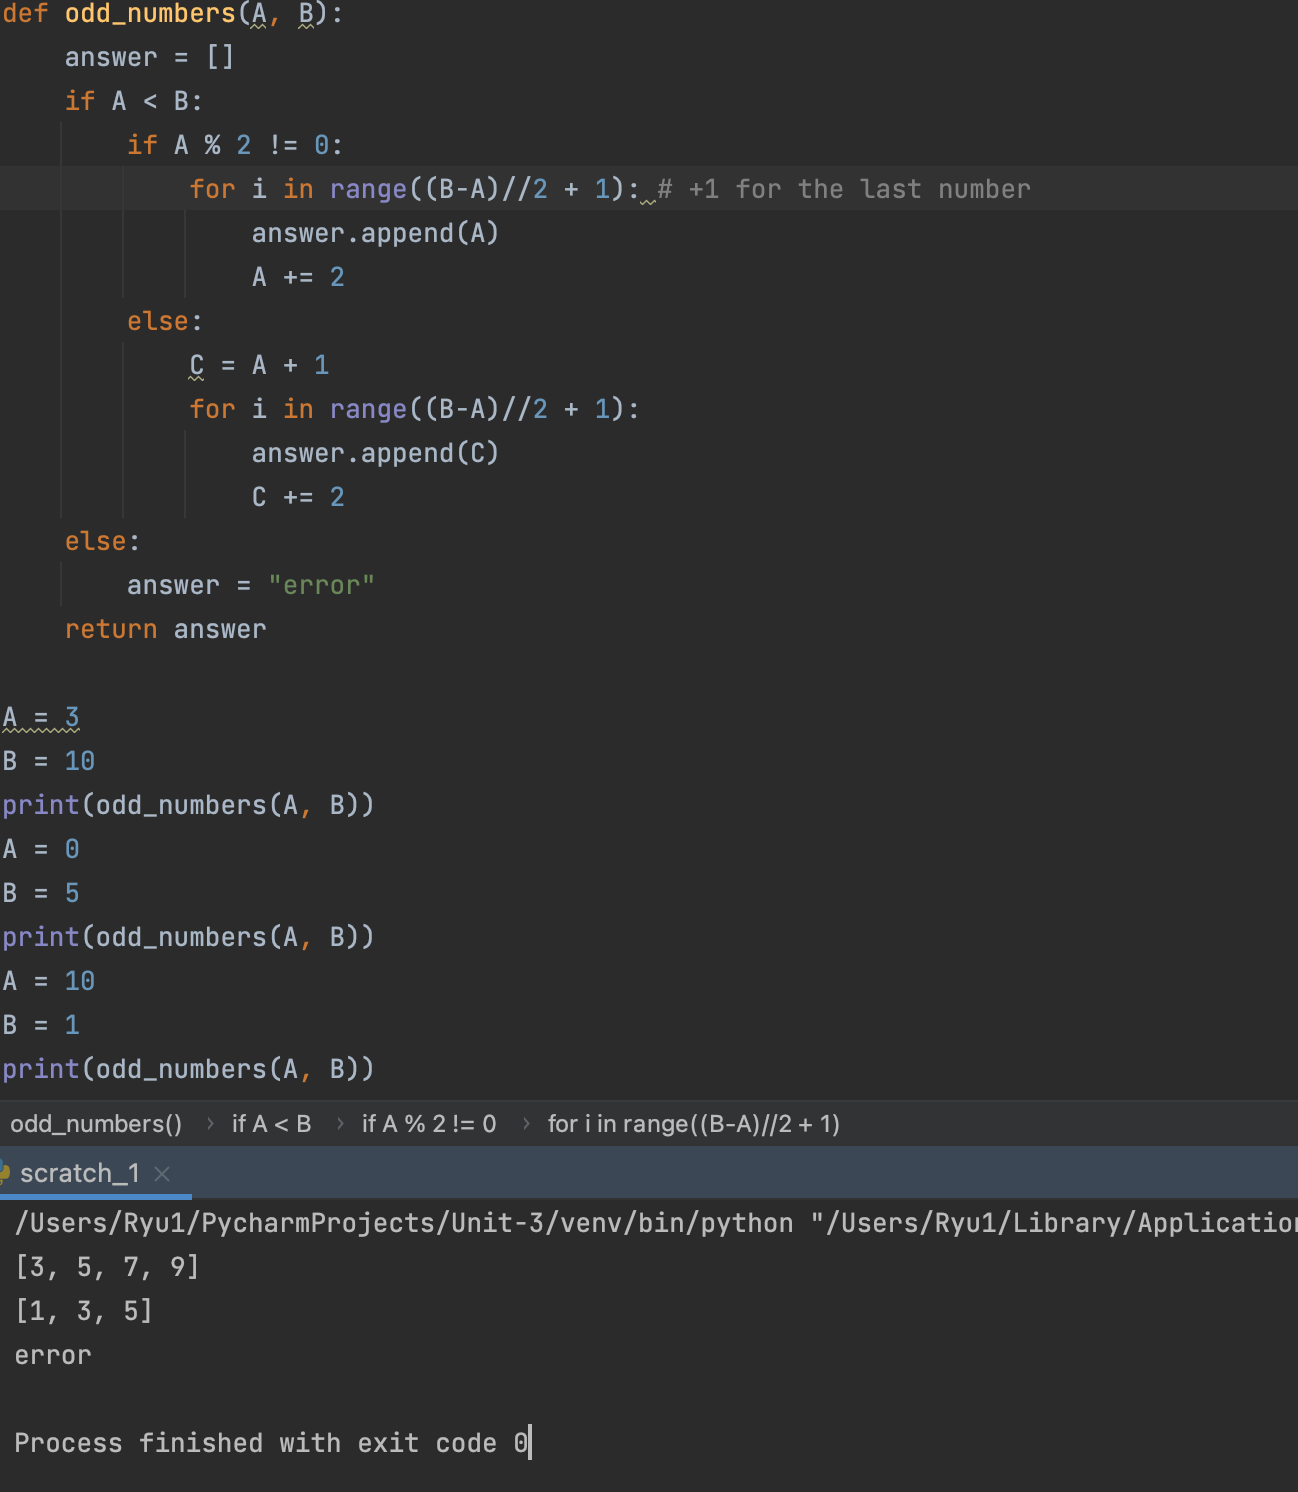 def odd_numbers(A, B):
    answer = []
    if A < B:
        if A % 2 != 0:
            for i in range((B-A)//2 + 1): # +1 for the last number
                answer.append(A)
                A += 2
        else:
            C = A + 1
            for i in range((B-A)//2 + 1):
                answer.append(C)
                C += 2
    else:
        answer = "error"
    return answer

A = 3
B = 10
print(odd_numbers(A, B))
A = 0
B = 5
print(odd_numbers(A, B))
A = 10
B = 1
print(odd_numbers(A, B))
odd_numbers() › if A < B › if A % 2 != 0 › for i in range((B-A)//2 + 1)
scratch_1 ×
/Users/Ryu1/PycharmProjects/Unit-3/venv/bin/python "/Users/Ryu1/Library/Application
[3, 5, 7, 9]
[1, 3, 5]
error

Process finished with exit code 0